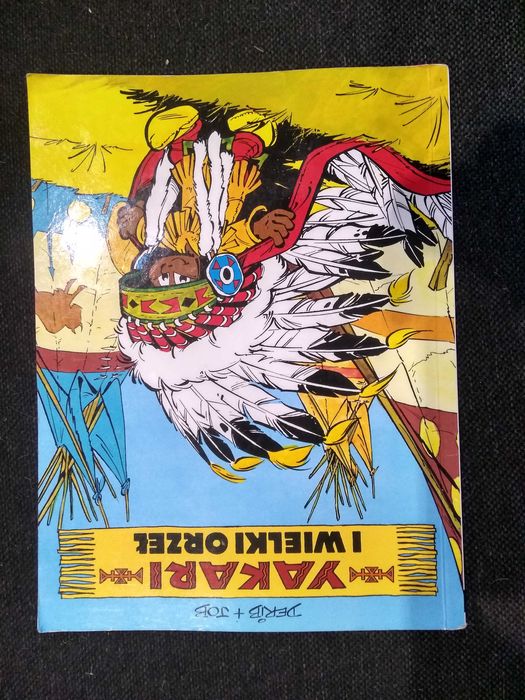 DERIB + JOB
YAKARI
I WIELKI ORZEŁ